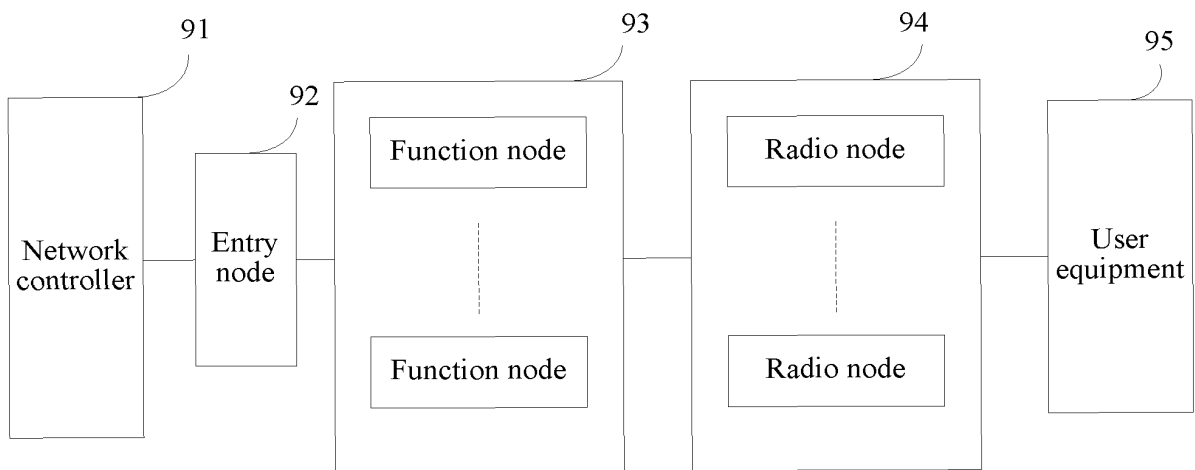 91
92
93
94
95
Network
controller
Entry
node
Function node
Function node
Radio node
Radio node
User
equipment